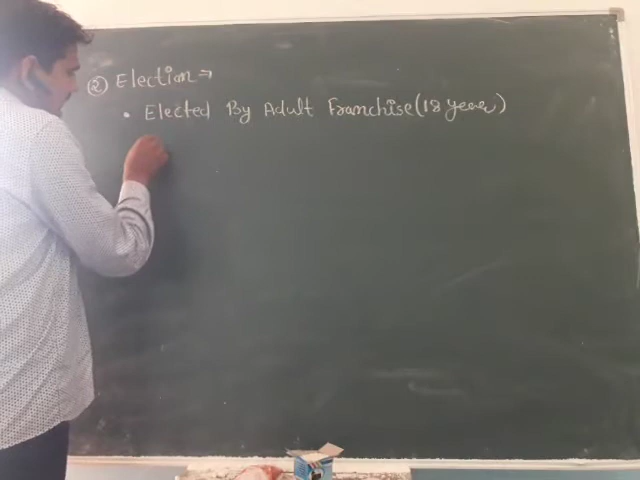 ② Election →
• Elected By Adult Franchise (18 year)